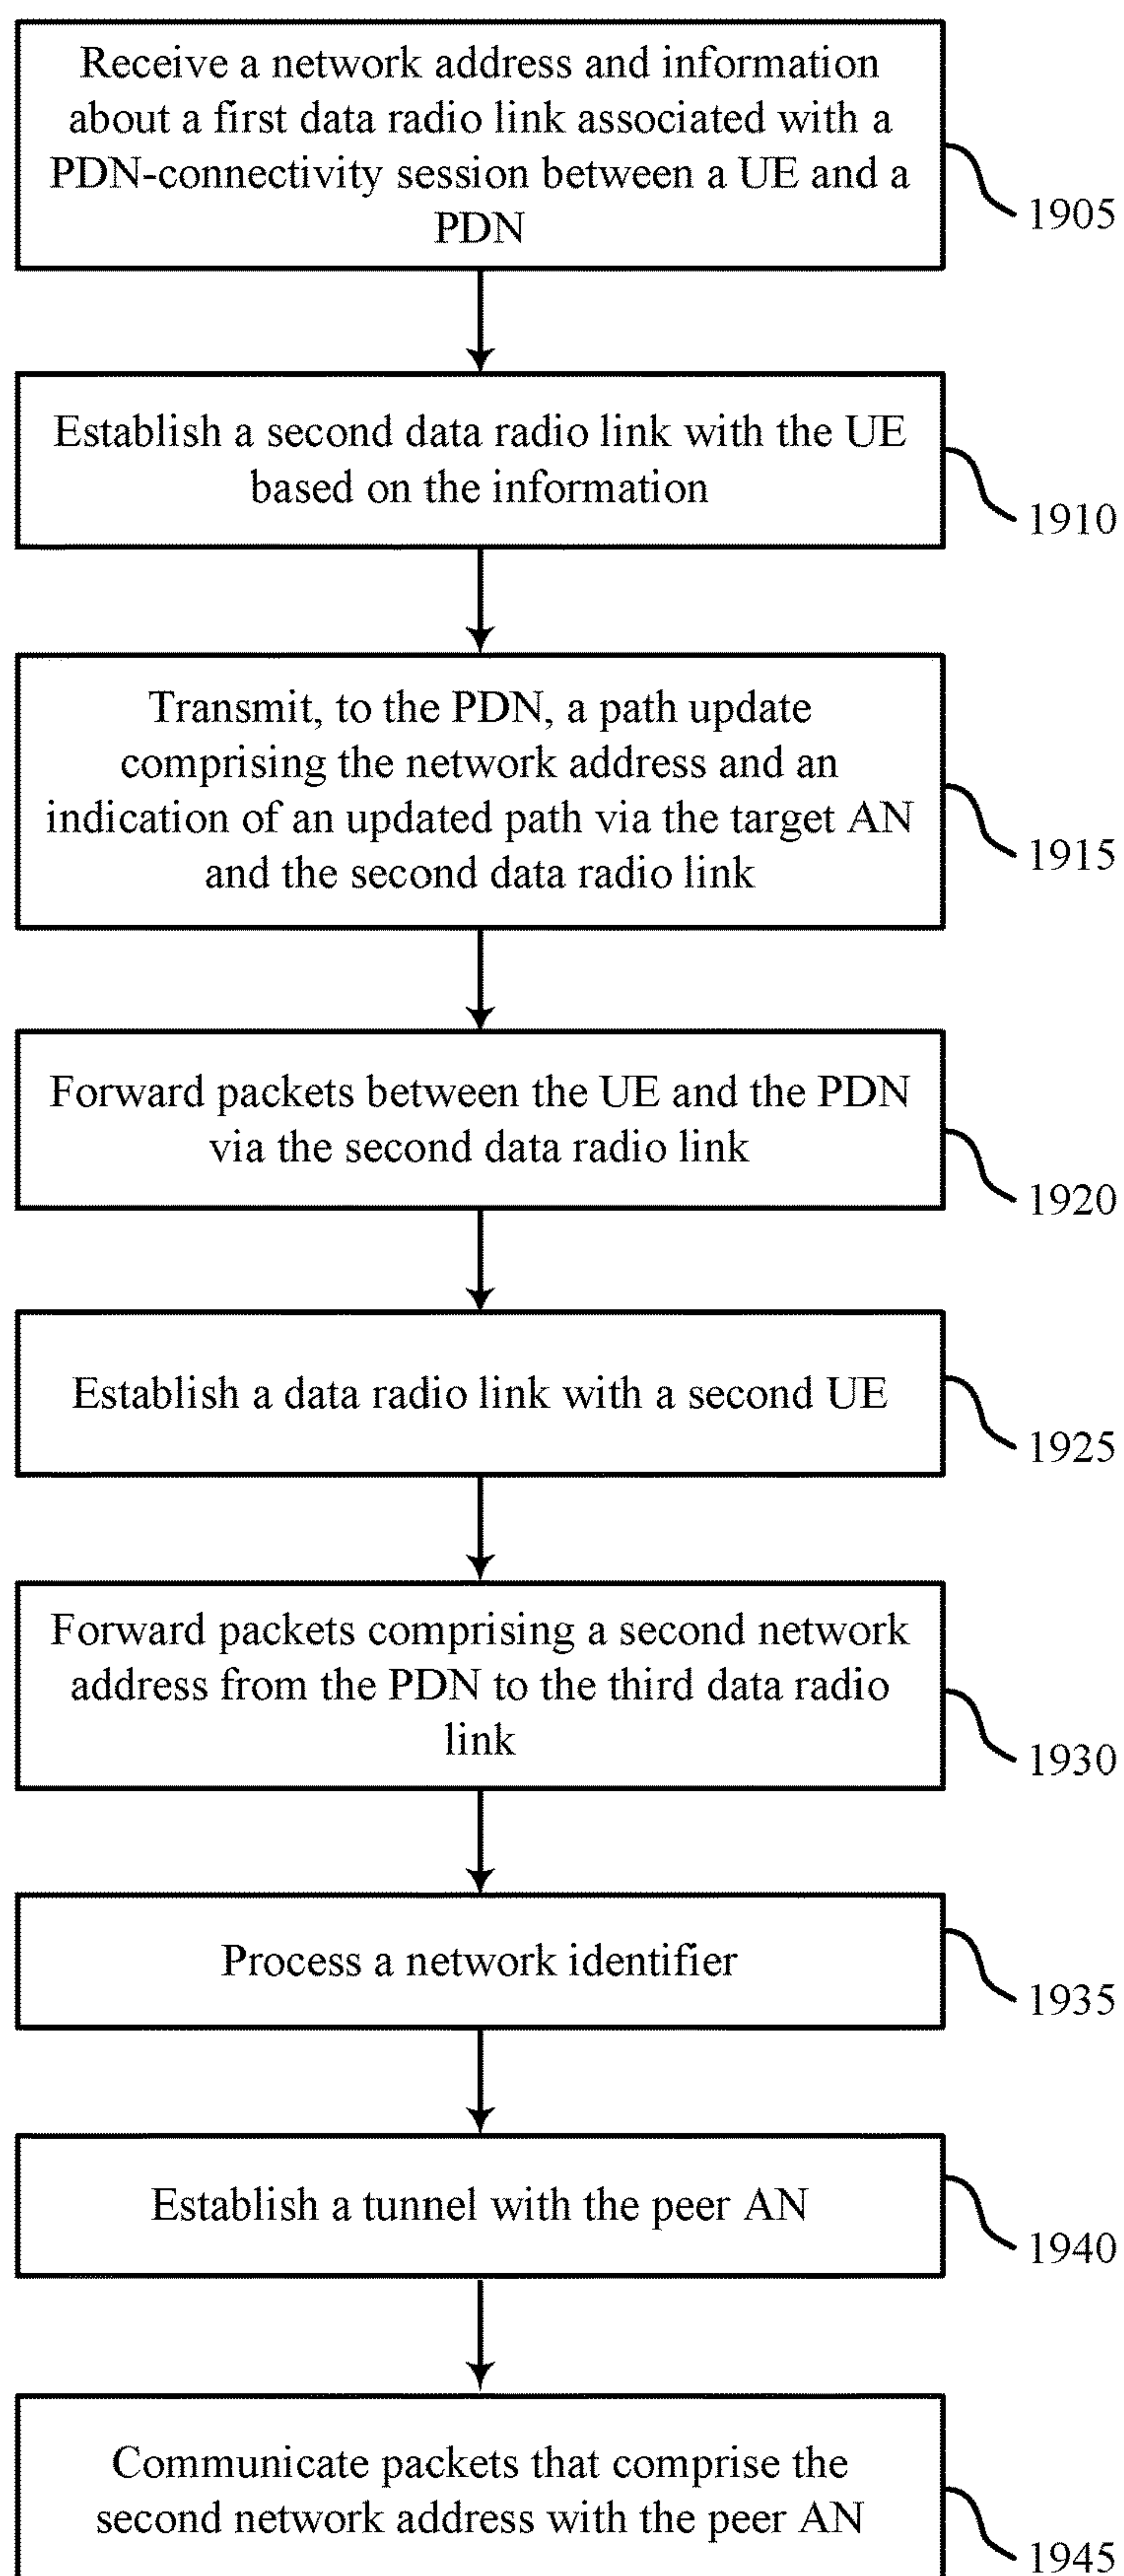 Receive a network address and information
about a first data radio link associated with a
PDN-connectivity session between a UE and a
PDN
1905
Establish a second data radio link with the UE
based on the information
1910
Transmit, to the PDN, a path update
comprising the network address and an
indication of an updated path via the target AN
and the second data radio link
1915
Forward packets between the UE and the PDN
via the second data radio link
1920
Establish a data radio link with a second UE
1925
Forward packets comprising a second network
address from the PDN to the third data radio
link
1930
Process a network identifier
1935
Establish a tunnel with the peer AN
1940
Communicate packets that comprise the
second network address with the peer AN
1945